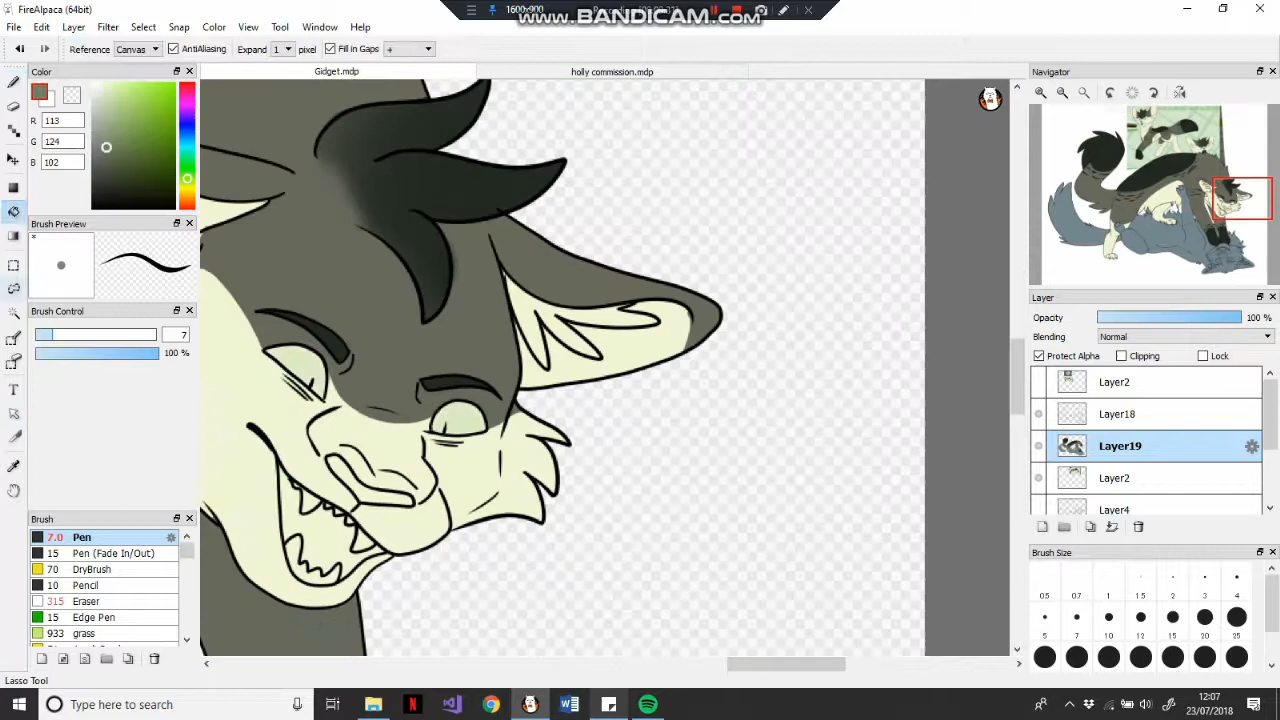 FireAlpaca (64bit)
1600x900
www.BANDICAM.com
Edit View Layer Filter Select Snap Color View Tool Window Help
Canvas AntiAliasing Expand 1 pixel Fill in Gaps 4
Color
Gidget.mdp
holly commission.mdp
Navigator
R 113
G 124
B 102
Brush Preview
Brush Control
7
100 %
Layer
Opacity 100 %
Blending Normal
Protect Alpha Clipping Lock
Layer2
Layer18
Layer19
Layer2
Layer4
Brush
7.0 Pen
15 Pen (Fade In/Out)
70 DryBrush
10 Pencil
315 Eraser
15 Edge Pen
933 grass
Brush Size
0.5 0.7 1 1.5 2 3 4
5 7 10 12 15 20 25
Lasso Tool
Type here to search
12:07
23/07/2018